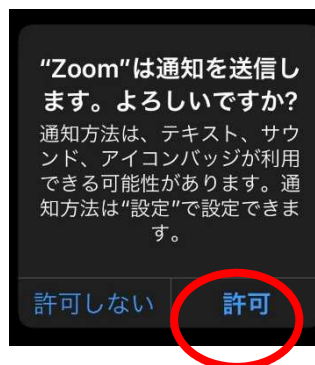 “Zoom”は通知を送信し
ます。よろしいですか?
通知方法は、テキスト、サウ
ンド、アイコンバッジが利用
できる可能性があります。通
知方法は“設定”で設定できま
す。
許可しない 許可